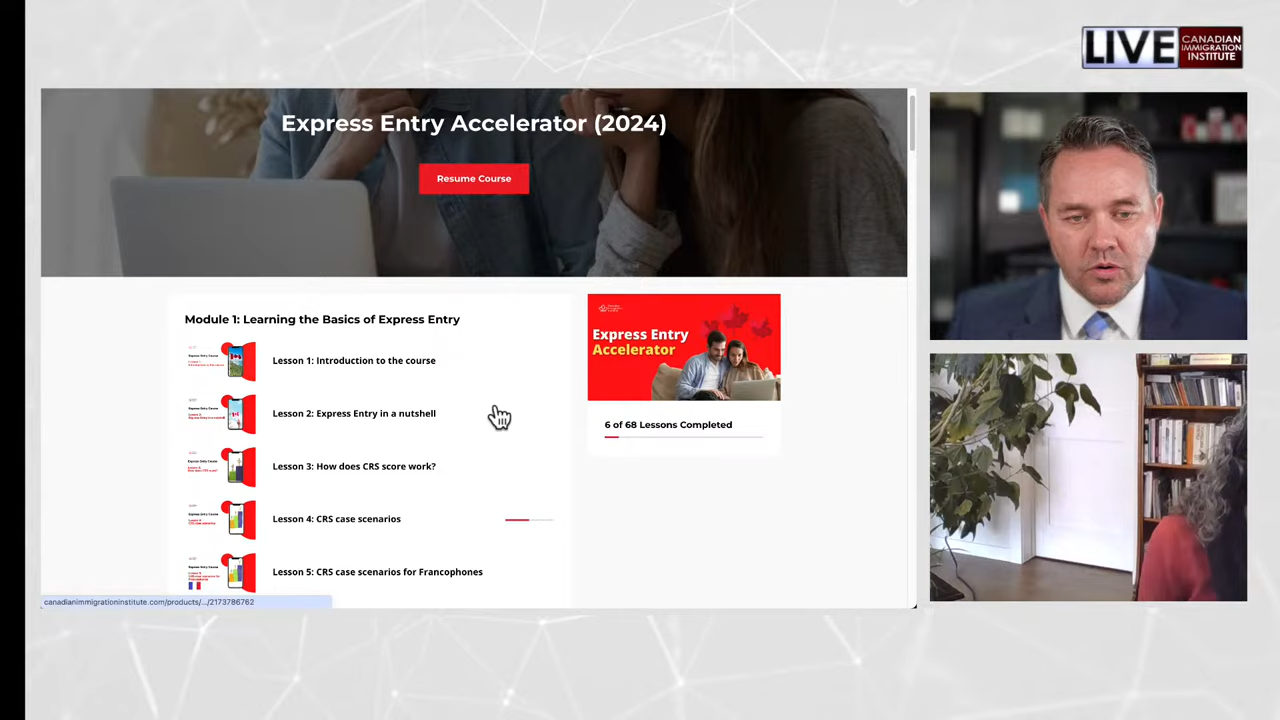 LIVE
CANADIAN
IMMIGRATION
INSTITUTE
Express Entry Accelerator (2024)
Resume Course
Module 1: Learning the Basics of Express Entry
Lesson 1: Introduction to the course
Lesson 2: Express Entry in a nutshell
Lesson 3: How does CRS score work?
Lesson 4: CRS case scenarios
Lesson 5: CRS case scenarios for Francophones
Express Entry
Accelerator
6 of 68 Lessons Completed
canadianimmigrationinstitute.com/products/.../2173786762